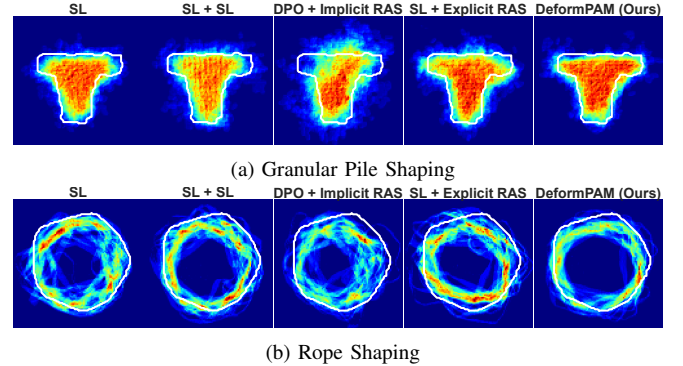 SL SL + SL DPO + Implicit RAS SL + Explicit RAS DeformPAM (Ours)
(a) Granular Pile Shaping
SL SL + SL DPO + Implicit RAS SL + Explicit RAS DeformPAM (Ours)
(b) Rope Shaping